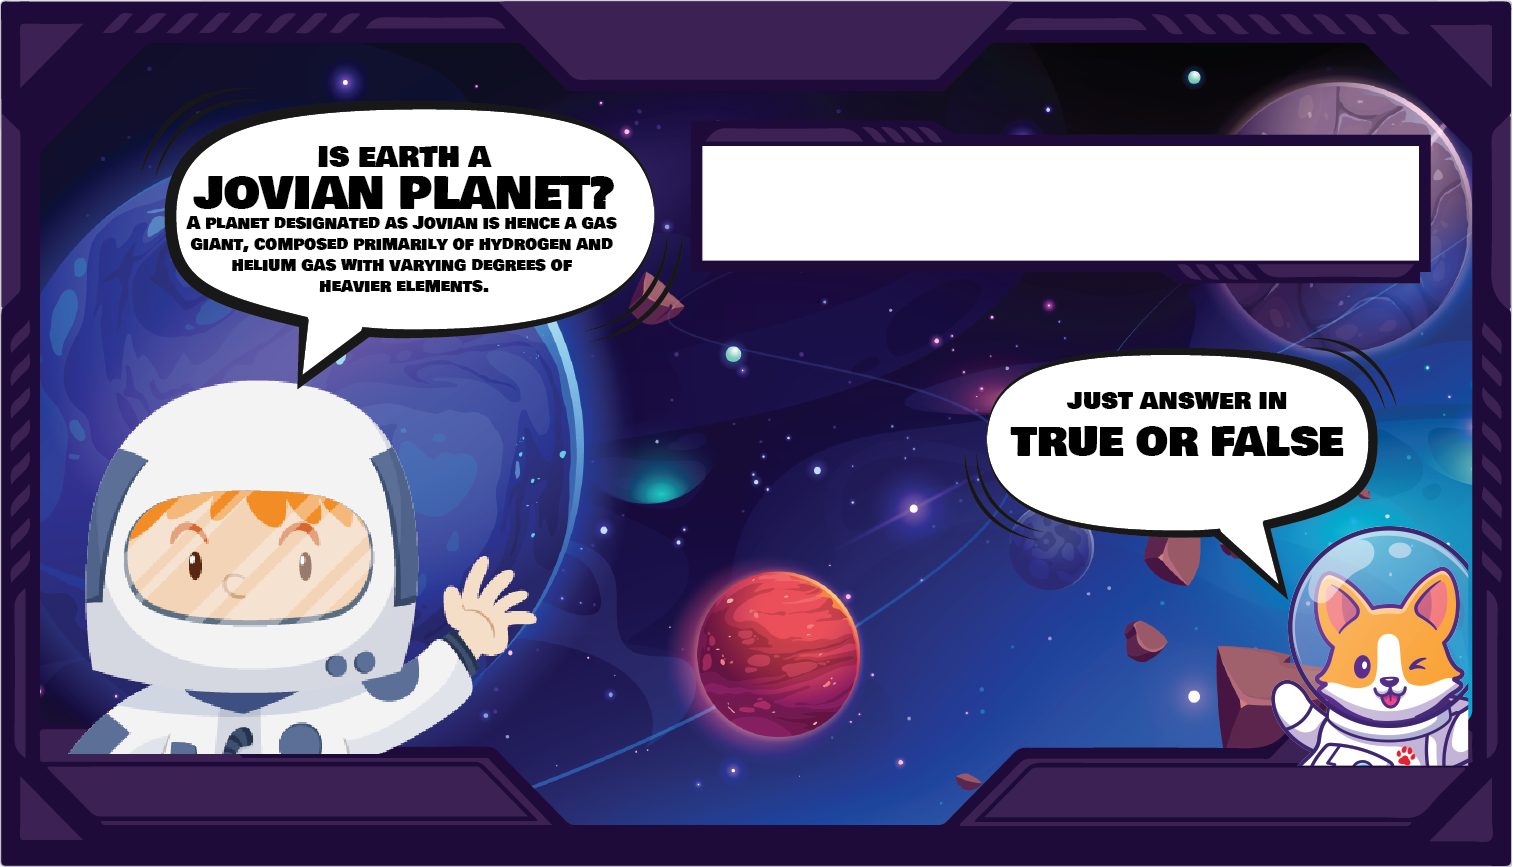 IS EARTH A
JOVIAN PLANET?
A PLANET DESIGNATED AS JOVIAN IS HENCE A GAS
GIANT, COMPOSED PRIMARILY OF HYDROGEN AND
HELIUM GAS WITH VARYING DEGREES OF
HEAVIER ELEMENTS.
JUST ANSWER IN
TRUE OR FALSE